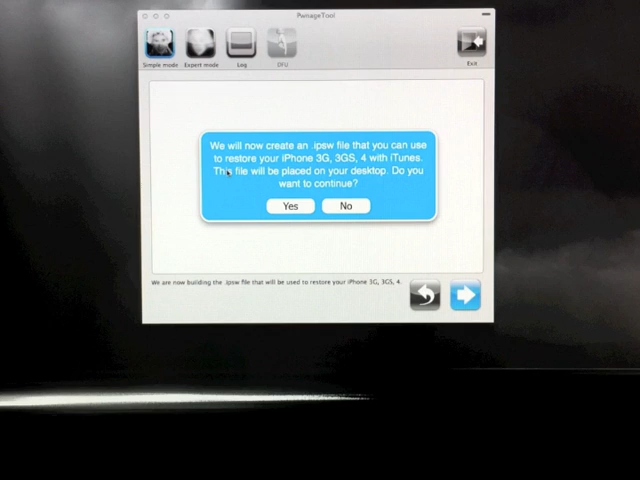 PwnageTool
Simple mode Expert mode Log DFU Exit
We will now create an .ipsw file that you can use
to restore your iPhone 3G, 3GS, 4 with iTunes.
This file will be placed on your desktop. Do you
want to continue?
Yes No
We are now building the .ipsw file that will be used to restore your iPhone 3G, 3GS, 4.